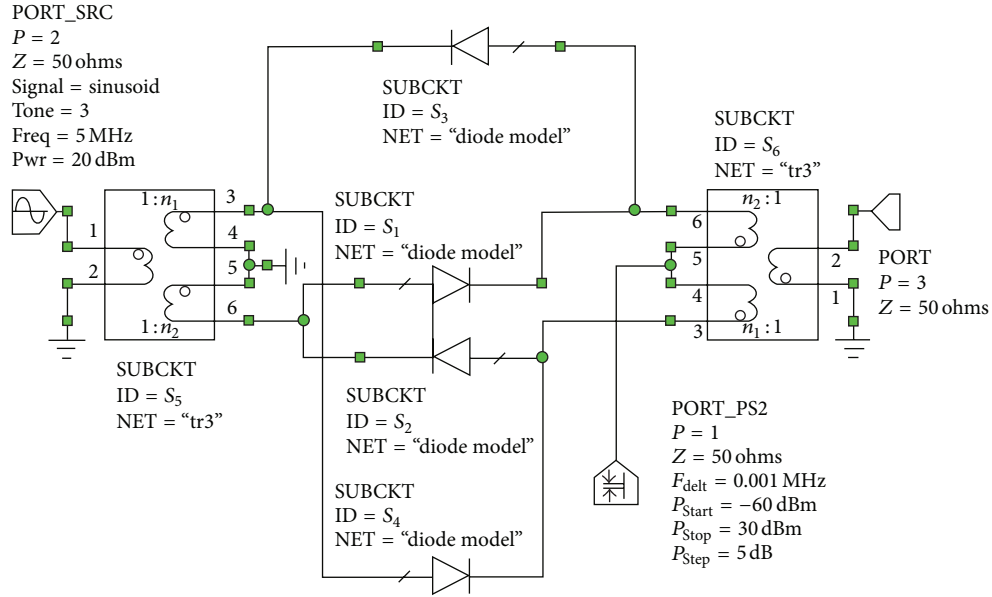 PORT_SRC
P = 2
Z = 50 ohms
Signal = sinusoid
Tone = 3
Freq = 5 MHz
Pwr = 20 dBm
SUBCKT
ID = S3
NET = “diode model”
SUBCKT
ID = S6
NET = “tr3”
1
2
1:n1
1:n2
3
4
5
6
SUBCKT
ID = S5
NET = “tr3”
SUBCKT
ID = S1
NET = “diode model”
SUBCKT
ID = S2
NET = “diode model”
SUBCKT
ID = S4
NET = “diode model”
6
5
4
3
n2:1
n1:1
2
1
PORT
P = 3
Z = 50 ohms
PORT_PS2
P = 1
Z = 50 ohms
Fdelt = 0.001 MHz
PStart = −60 dBm
PStop = 30 dBm
PStep = 5 dB